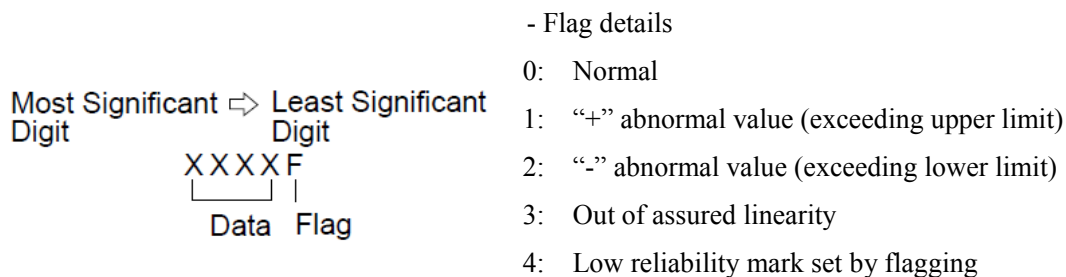 Most Significant ⇨ Least Significant
Digit Digit
XXXXF
Data Flag
- Flag details
0: Normal
1: “+” abnormal value (exceeding upper limit)
2: “-” abnormal value (exceeding lower limit)
3: Out of assured linearity
4: Low reliability mark set by flagging